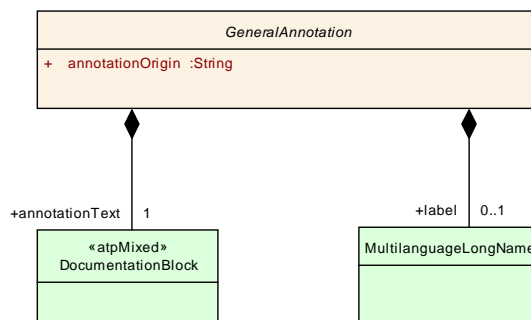 GeneralAnnotation
+ annotationOrigin :String
+annotationText 1
+label 0..1
«atpMixed»
DocumentationBlock
MultilanguageLongName